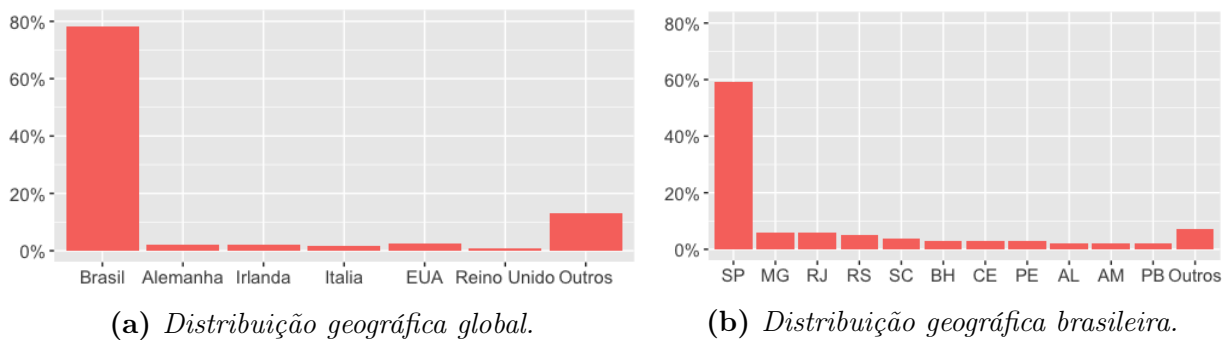 80%
60%
40%
20%
0%
Brasil Alemanha Irlanda Italia EUA Reino Unido Outros
(a) Distribuição geográfica global.
80%
60%
40%
20%
0%
SP MG RJ RS SC BH CE PE AL AM PB Outros
(b) Distribuição geográfica brasileira.